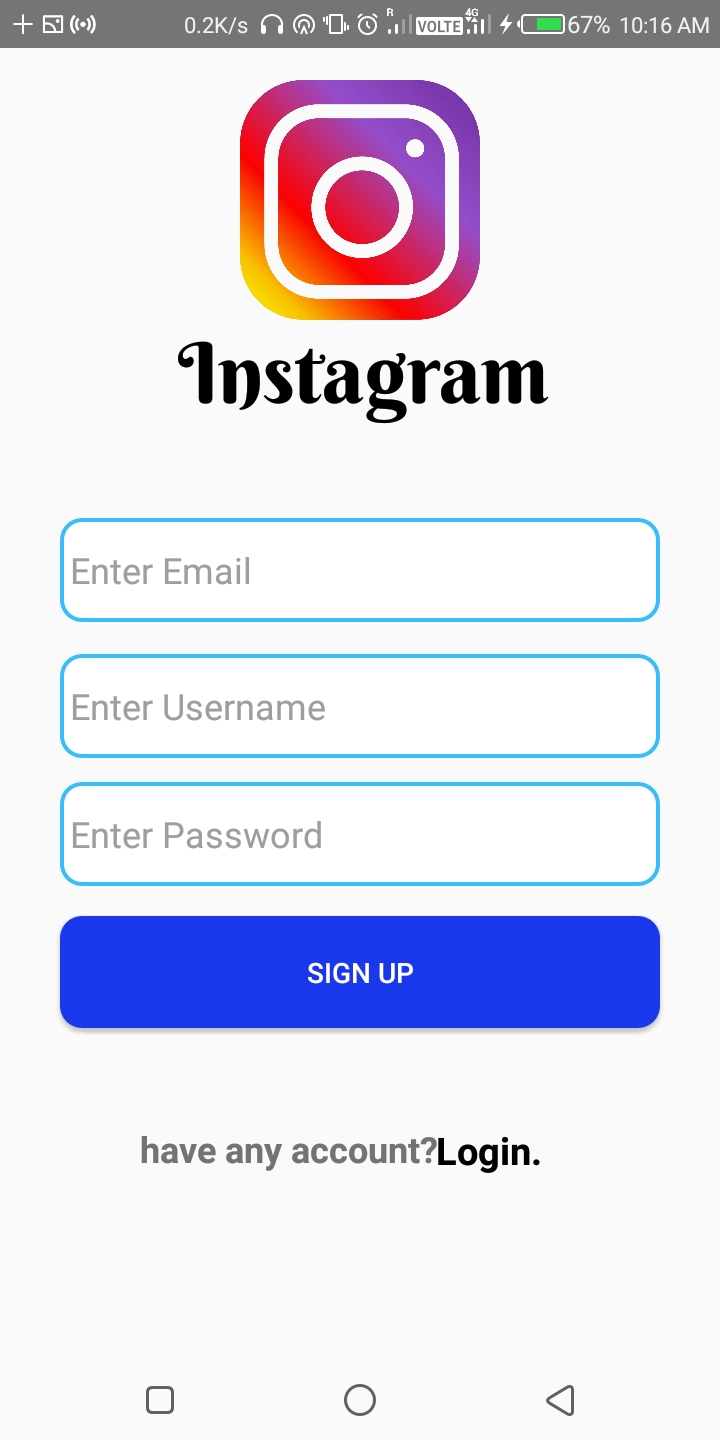 0.2K/s R VOLTE 4G 67% 10:16 AM
Instagram
Enter Email
Enter Username
Enter Password
SIGN UP
have any account?Login.